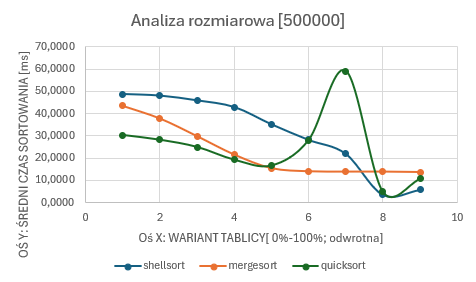 Analiza rozmiarowa [500000]
OŚ Y: ŚREDNI CZAS SORTOWANIA [ms]
70,0000
60,0000
50,0000
40,0000
30,0000
20,0000
10,0000
0,0000
0 2 4 6 8 10
Oś X: WARIANT TABLICY[ 0%-100%; odwrotna]
shellsort mergesort quicksort